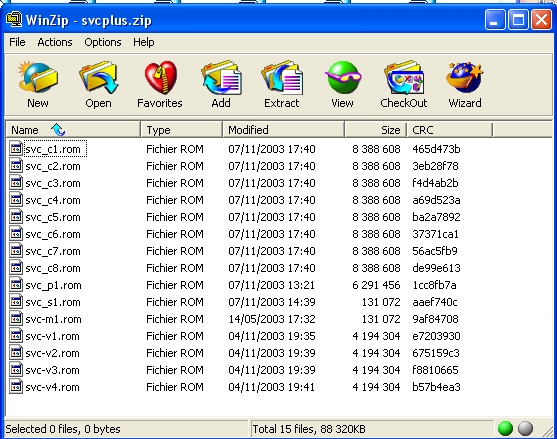 WinZip - svcplus.zip
File Actions Options Help
New Open Favorites Add Extract View CheckOut Wizard
Name Type Modified Size CRC
svc_c1.rom Fichier ROM 07/11/2003 17:40 8 388 608 465d473b
svc_c2.rom Fichier ROM 07/11/2003 17:40 8 388 608 3eb28f78
svc_c3.rom Fichier ROM 07/11/2003 17:40 8 388 608 f4d4ab2b
svc_c4.rom Fichier ROM 07/11/2003 17:40 8 388 608 a69d523a
svc_c5.rom Fichier ROM 07/11/2003 17:40 8 388 608 ba2a7892
svc_c6.rom Fichier ROM 07/11/2003 17:40 8 388 608 37371ca1
svc_c7.rom Fichier ROM 07/11/2003 17:40 8 388 608 56ac5fb9
svc_c8.rom Fichier ROM 07/11/2003 17:40 8 388 608 de99e613
svc_p1.rom Fichier ROM 07/11/2003 13:21 6 291 456 1cc8fb7a
svc_s1.rom Fichier ROM 07/11/2003 14:39 131 072 aaef740c
svc-m1.rom Fichier ROM 14/05/2003 17:32 131 072 9af84708
svc-v1.rom Fichier ROM 04/11/2003 19:35 4 194 304 e7203930
svc-v2.rom Fichier ROM 04/11/2003 19:39 4 194 304 675159c3
svc-v3.rom Fichier ROM 04/11/2003 19:39 4 194 304 f8810665
svc-v4.rom Fichier ROM 04/11/2003 19:41 4 194 304 b57b4ea3
Selected 0 files, 0 bytes Total 15 files, 88 320KB